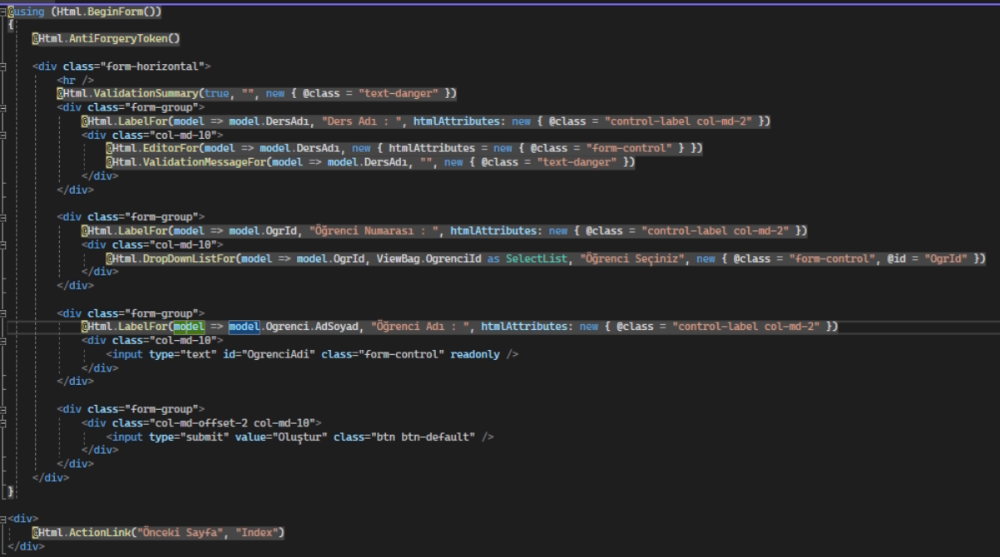 @using (Html.BeginForm())
{
@Html.AntiForgeryToken()
<div class="form-horizontal">
<hr />
@Html.ValidationSummary(true, "", new { @class = "text-danger" })
<div class="form-group">
@Html.LabelFor(model => model.DersAdı, "Ders Adı : ", htmlAttributes: new { @class = "control-label col-md-2" })
<div class="col-md-10">
@Html.EditorFor(model => model.DersAdı, new { htmlAttributes = new { @class = "form-control" } })
@Html.ValidationMessageFor(model => model.DersAdı, "", new { @class = "text-danger" })
</div>
</div>
<div class="form-group">
@Html.LabelFor(model => model.OgrId, "Öğrenci Numarası : ", htmlAttributes: new { @class = "control-label col-md-2" })
<div class="col-md-10">
@Html.DropDownListFor(model => model.OgrId, ViewBag.OgrenciId as SelectList, "Öğrenci Seçiniz", new { @class = "form-control", @id = "OgrId" })
</div>
</div>
<div class="form-group">
@Html.LabelFor(model => model.Ogrenci.AdSoyad, "Öğrenci Adı : ", htmlAttributes: new { @class = "control-label col-md-2" })
<div class="col-md-10">
<input type="text" id="OgrenciAdi" class="form-control" readonly />
</div>
</div>
<div class="form-group">
<div class="col-md-offset-2 col-md-10">
<input type="submit" value="Oluştur" class="btn btn-default" />
</div>
</div>
</div>
}
<div>
@Html.ActionLink("Önceki Sayfa", "Index")
</div>